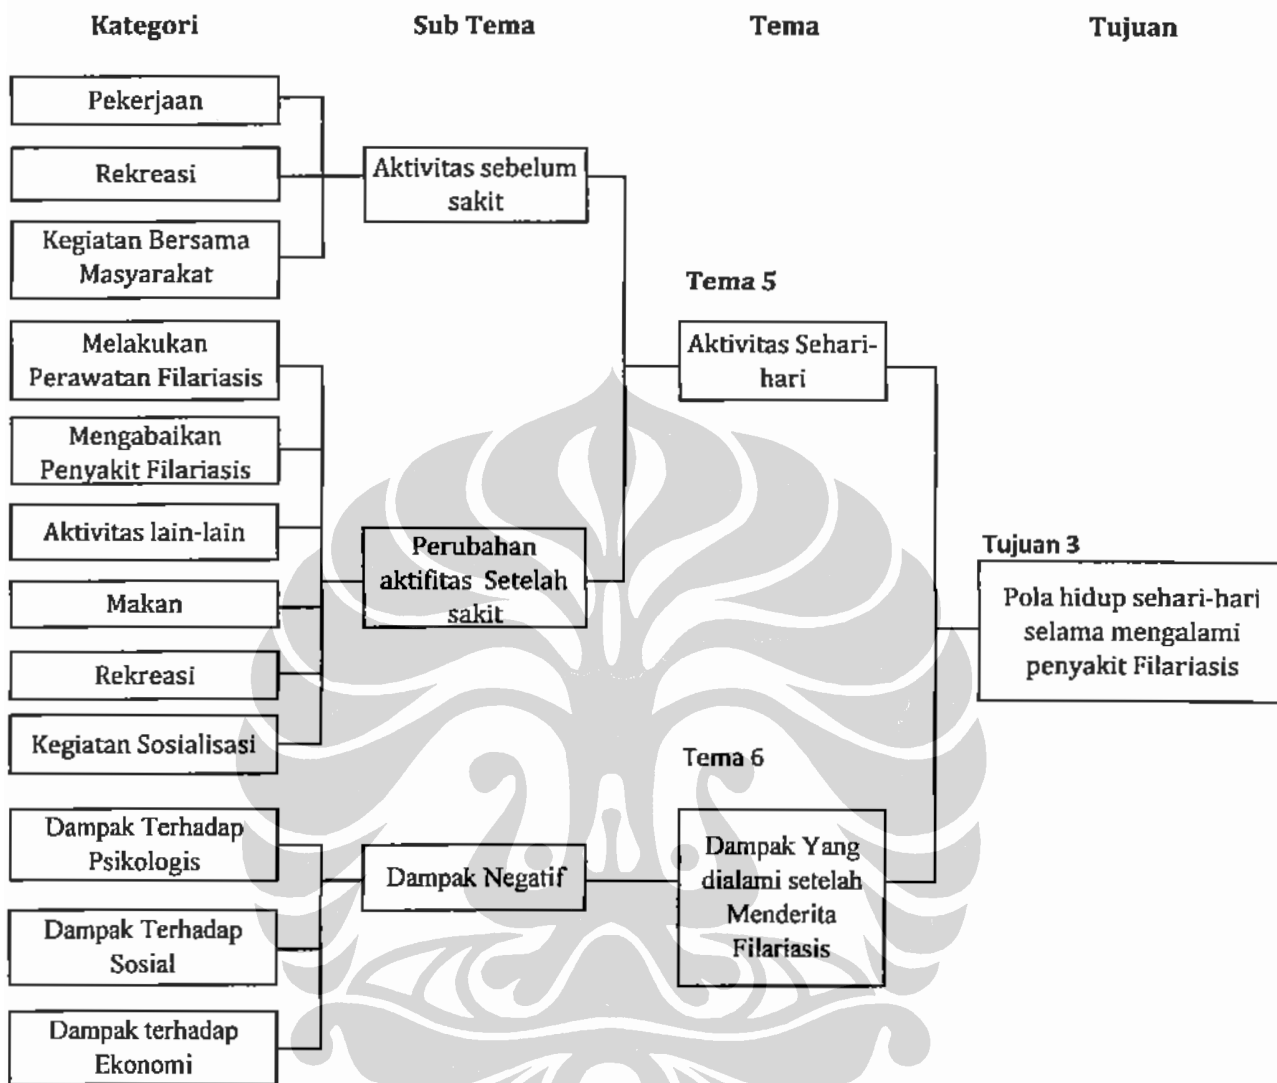 Kategori
Sub Tema
Tema
Tujuan
Pekerjaan
Rekreasi
Kegiatan Bersama
Masyarakat
Melakukan
Perawatan Filariasis
Mengabaikan
Penyakit Filariasis
Aktivitas lain-lain
Makan
Rekreasi
Kegiatan Sosialisasi
Dampak Terhadap
Psikologis
Dampak Terhadap
Sosial
Dampak terhadap
Ekonomi
Aktivitas sebelum
sakit
Perubahan
aktifitas Setelah
sakit
Dampak Negatif
Tema 5
Aktivitas Sehari-
hari
Tema 6
Dampak Yang
dialami setelah
Menderita
Filariasis
Tujuan 3
Pola hidup sehari-hari
selama mengalami
penyakit Filariasis